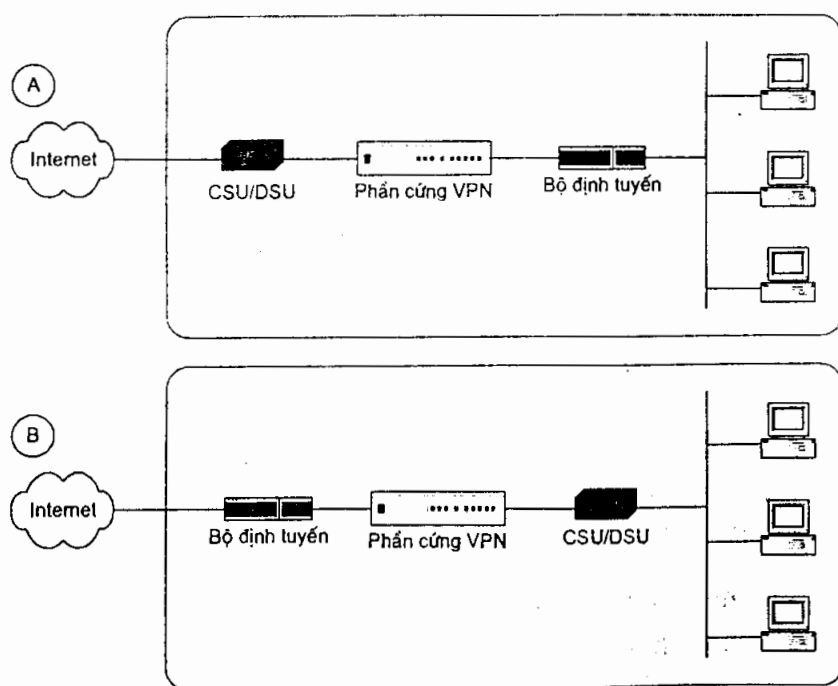 A
Internet
CSU/DSU
Phần cứng VPN
Bộ định tuyến
B
Internet
Bộ định tuyến
Phần cứng VPN
CSU/DSU